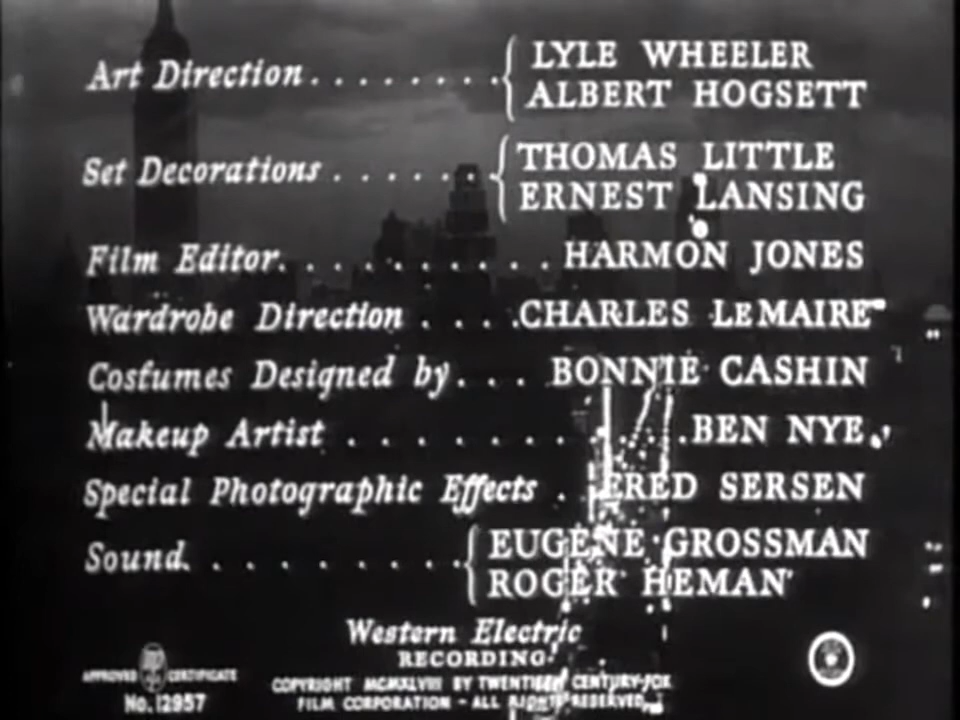 Art Direction. . . . . . . . { LYLE WHEELER
ALBERT HOGSETT
Set Decorations . . . . . . . { THOMAS LITTLE
ERNEST LANSING
Film Editor. . . . . . . . . . HARMON JONES
Wardrobe Direction . . . . CHARLES LeMAIRE
Costumes Designed by. . . BONNIE CASHIN
Makeup Artist . . . . . . . . . . . . BEN NYE
Special Photographic Effects . . FRED SERSEN
Sound. . . . . . . . . { EUGENE GROSSMAN
ROGER HEMAN
Western Electric
RECORDING
APPROVED CERTIFICATE
No. 12957
COPYRIGHT MCMXLVIII BY TWENTIETH CENTURY-FOX
FILM CORPORATION - ALL RIGHTS RESERVED